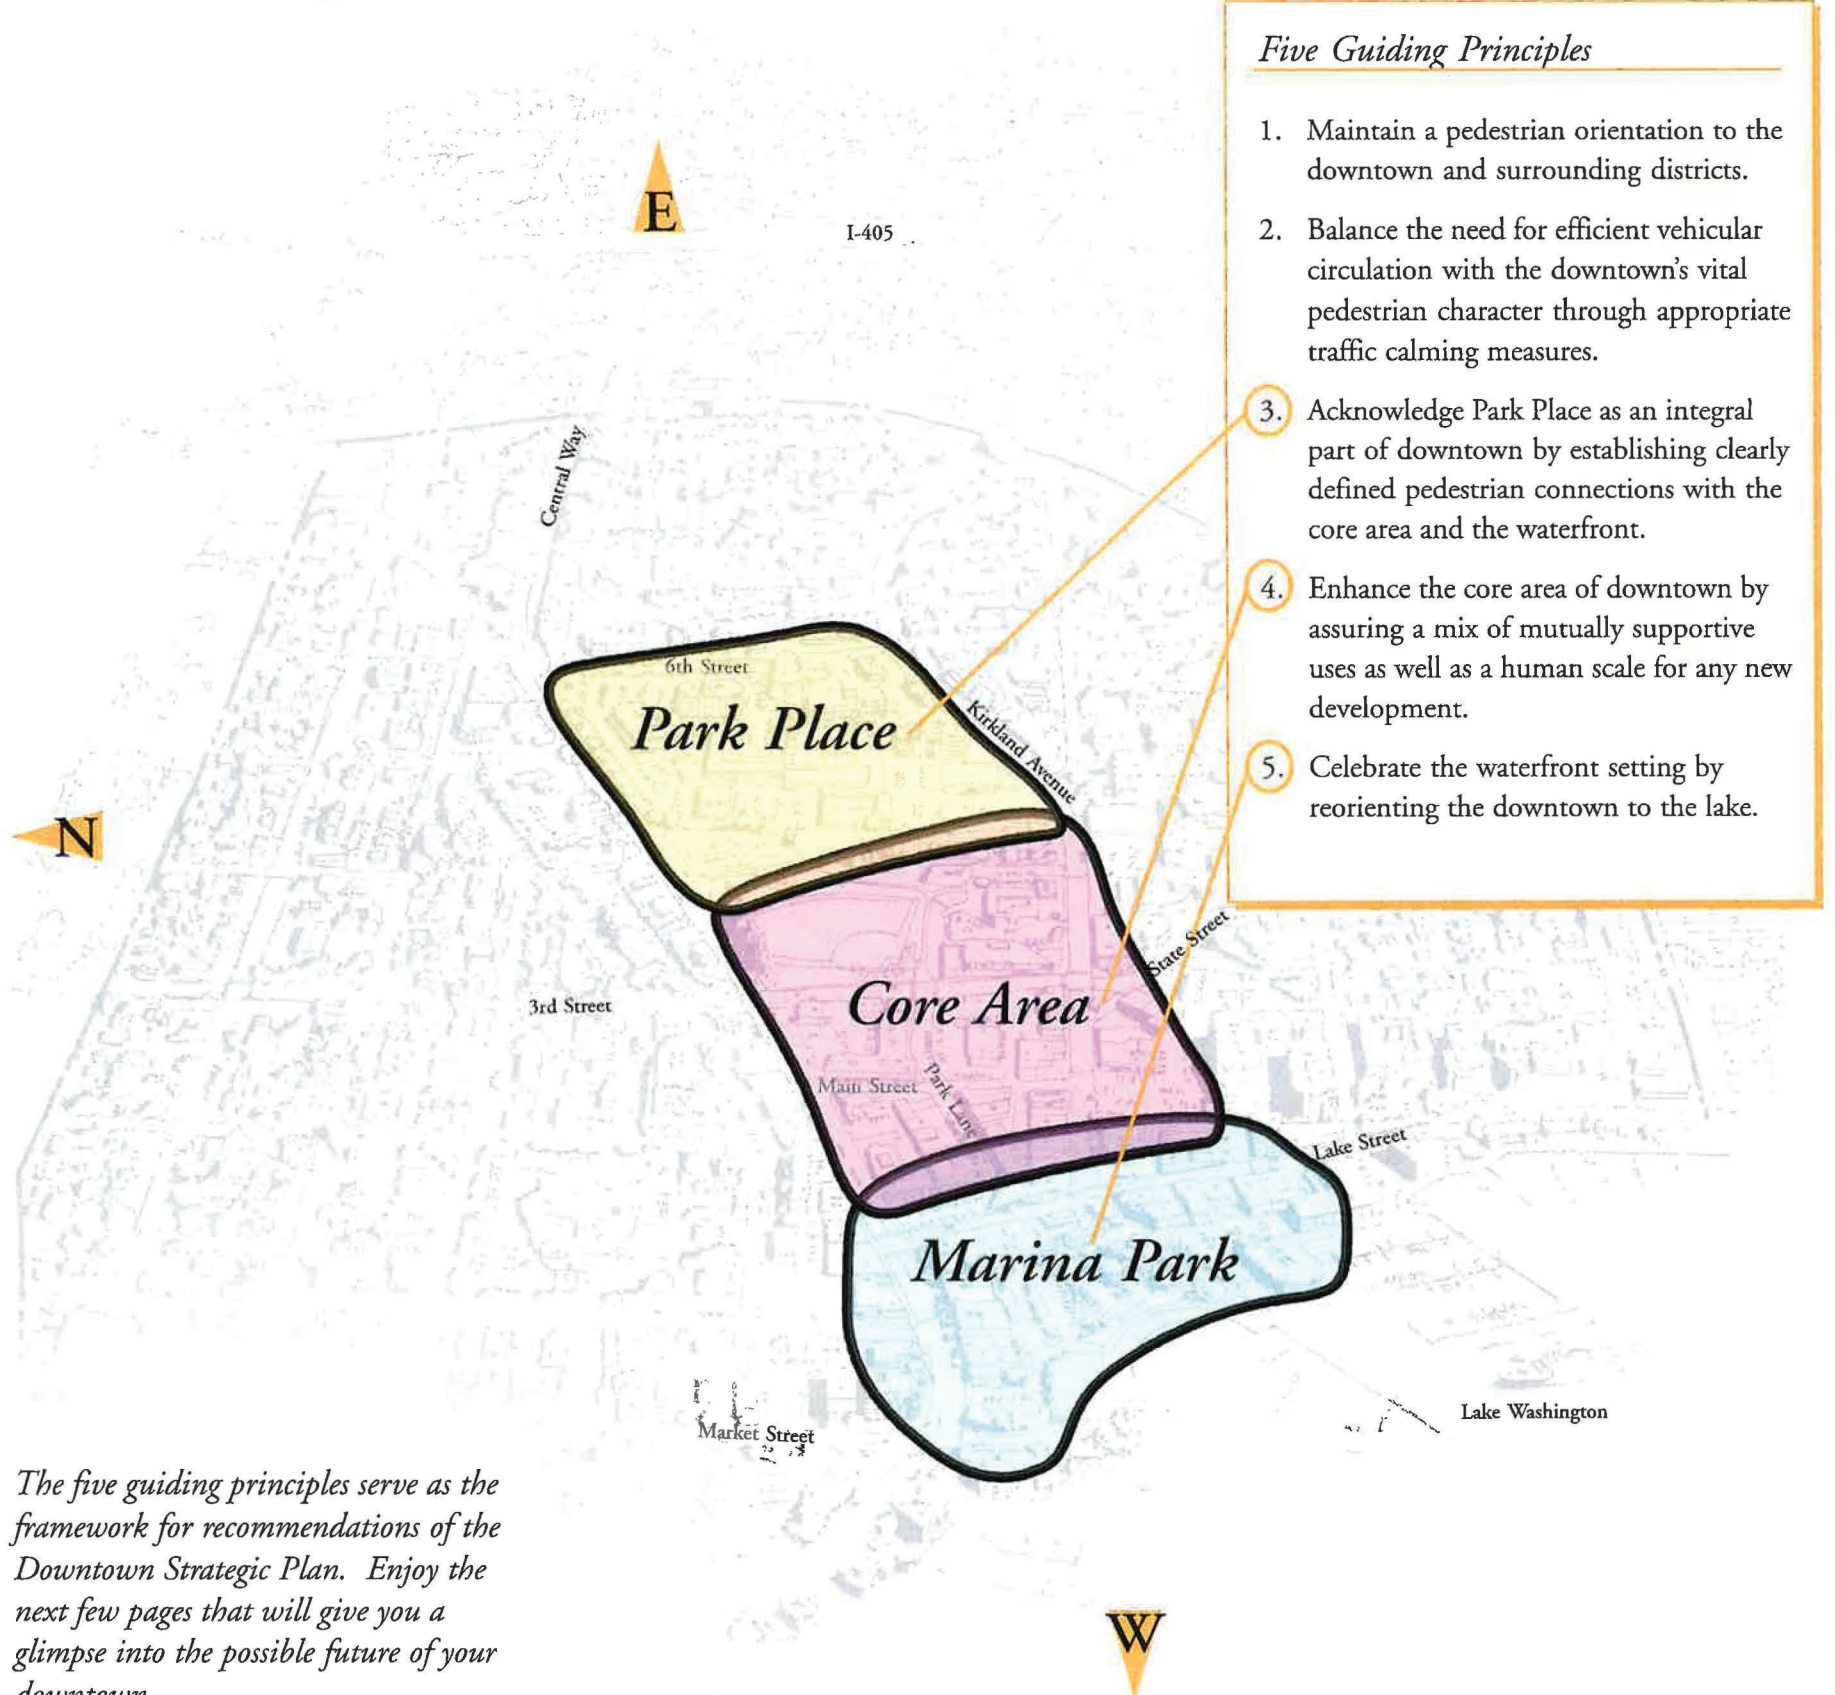 Five Guiding Principles
1. Maintain a pedestrian orientation to the
downtown and surrounding districts.
2. Balance the need for efficient vehicular
circulation with the downtown's vital
pedestrian character through appropriate
traffic calming measures.
3. Acknowledge Park Place as an integral
part of downtown by establishing clearly
defined pedestrian connections with the
core area and the waterfront.
4. Enhance the core area of downtown by
assuring a mix of mutually supportive
uses as well as a human scale for any new
development.
5. Celebrate the waterfront setting by
reorienting the downtown to the lake.
E
I-405
Central Way
6th Street
Park Place
Kirkland Avenue
N
State Street
Core Area
3rd Street
Main Street
Park Lane
Lake Street
Marina Park
Lake Washington
Market Street
The five guiding principles serve as the
framework for recommendations of the
Downtown Strategic Plan. Enjoy the
next few pages that will give you a
glimpse into the possible future of your
downtown
W